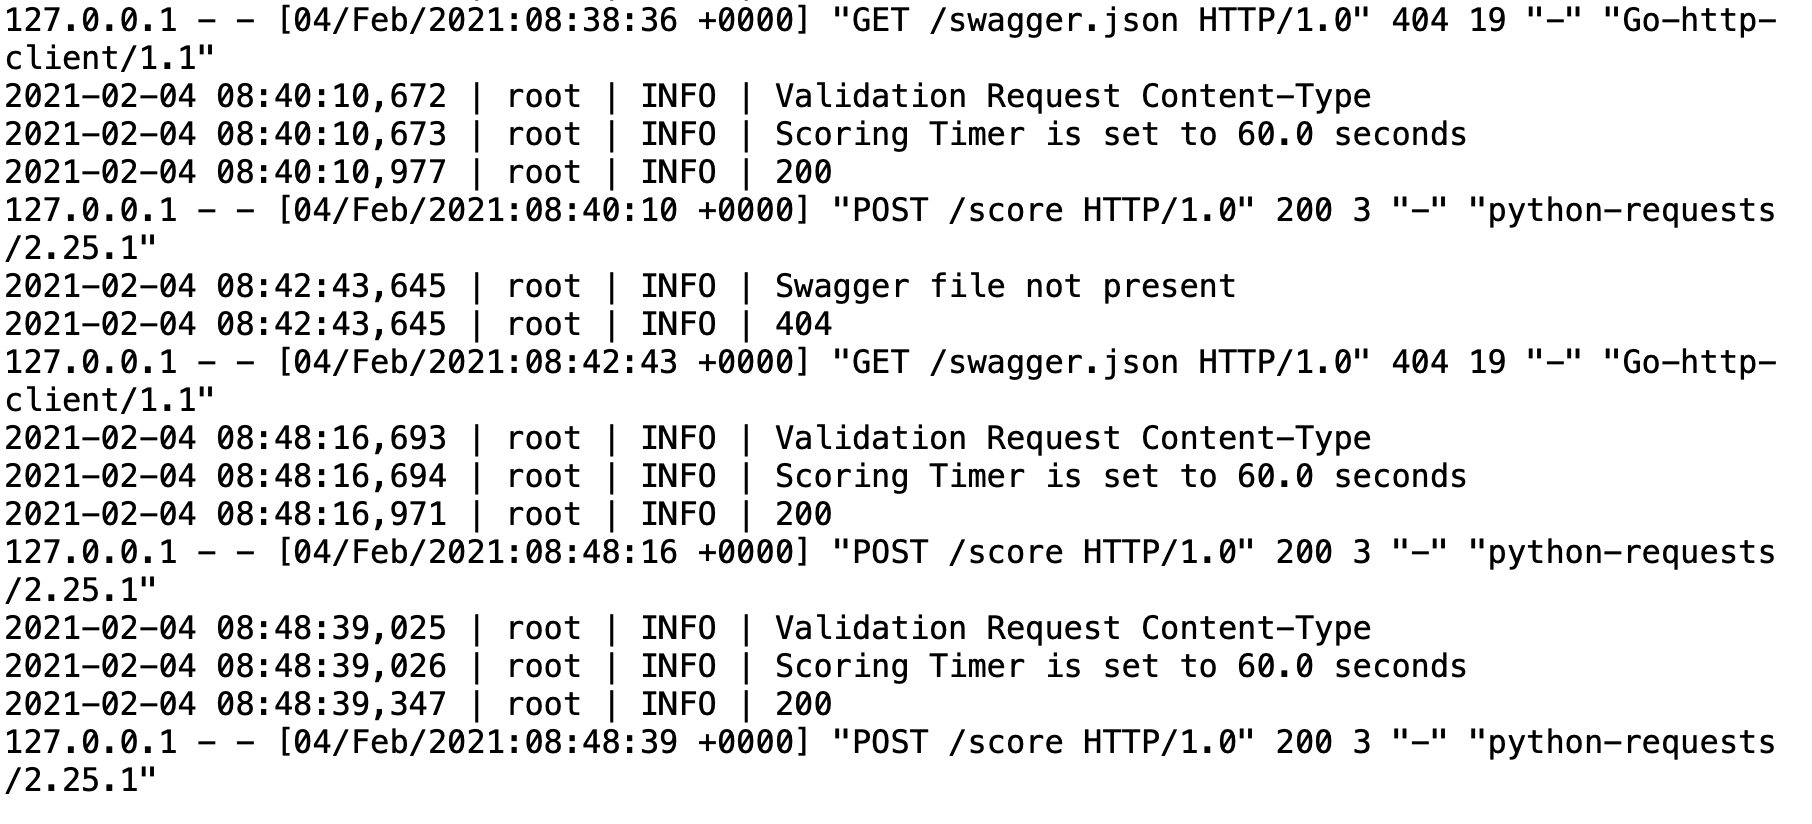 127.0.0.1 - - [04/Feb/2021:08:38:36 +0000] "GET /swagger.json HTTP/1.0" 404 19 "-" "Go-http-
client/1.1"
2021-02-04 08:40:10,672 | root | INFO | Validation Request Content-Type
2021-02-04 08:40:10,673 | root | INFO | Scoring Timer is set to 60.0 seconds
2021-02-04 08:40:10,977 | root | INFO | 200
127.0.0.1 - - [04/Feb/2021:08:40:10 +0000] "POST /score HTTP/1.0" 200 3 "-" "python-requests
/2.25.1"
2021-02-04 08:42:43,645 | root | INFO | Swagger file not present
2021-02-04 08:42:43,645 | root | INFO | 404
127.0.0.1 - - [04/Feb/2021:08:42:43 +0000] "GET /swagger.json HTTP/1.0" 404 19 "-" "Go-http-
client/1.1"
2021-02-04 08:48:16,693 | root | INFO | Validation Request Content-Type
2021-02-04 08:48:16,694 | root | INFO | Scoring Timer is set to 60.0 seconds
2021-02-04 08:48:16,971 | root | INFO | 200
127.0.0.1 - - [04/Feb/2021:08:48:16 +0000] "POST /score HTTP/1.0" 200 3 "-" "python-requests
/2.25.1"
2021-02-04 08:48:39,025 | root | INFO | Validation Request Content-Type
2021-02-04 08:48:39,026 | root | INFO | Scoring Timer is set to 60.0 seconds
2021-02-04 08:48:39,347 | root | INFO | 200
127.0.0.1 - - [04/Feb/2021:08:48:39 +0000] "POST /score HTTP/1.0" 200 3 "-" "python-requests
/2.25.1"